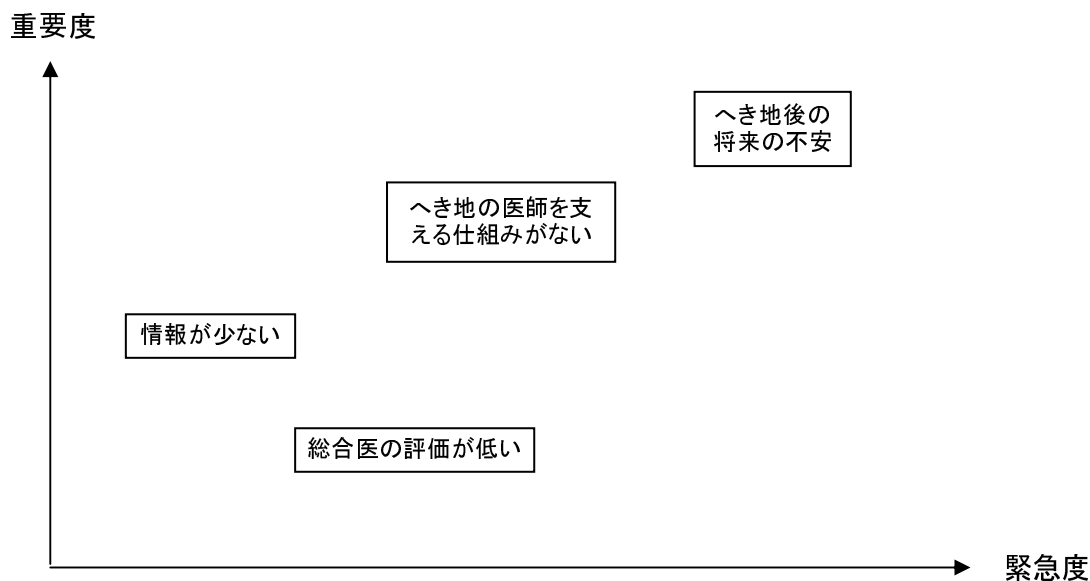 重要度
へき地後の
将来の不安
へき地の医師を支
える仕組みがない
情報が少ない
総合医の評価が低い
緊急度